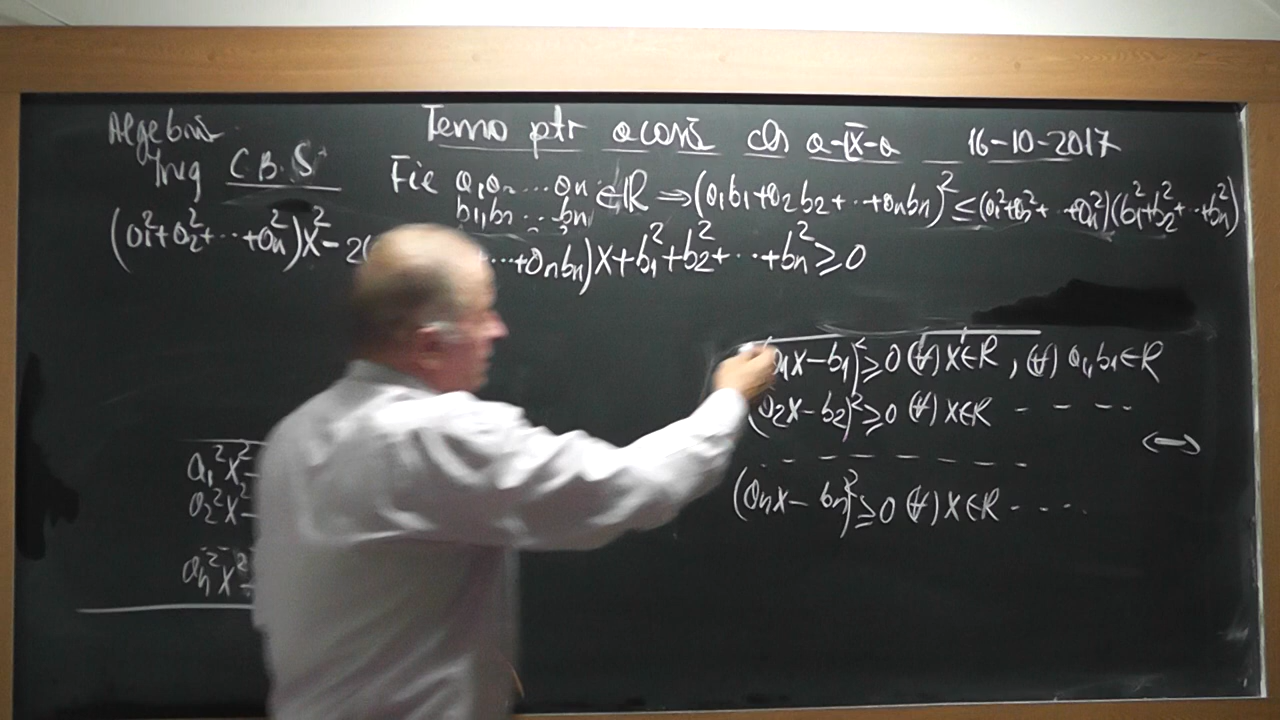 Algebră
Temă ptr acasă cls a-IX-a 16-10-2017
Ineg C.B.S
Fie a₁,a₂....aₙ ∈ℝ ⇒(a₁b₁+a₂b₂+..+aₙbₙ)² ≤(a₁²+a₂²+..+aₙ²)(b₁²+b₂²+..+bₙ²)
b₁,b₂...bₙ
(a₁²+a₂²+...+aₙ²)x²-2( ...+aₙbₙ)x+b₁²+b₂²+...+bₙ²≥0
(a₁x-b₁)²≥0 (∀) x∈ℝ, (∀) a₁,b₁∈ℝ
(a₂x-b₂)²≥0 (∀) x∈ℝ - - - -
↔
a₁²x²-
- - - - - - - - -
a₂²x²-
(aₙx-bₙ)²≥0 (∀) x∈ℝ - - - -
aₙ²x²-